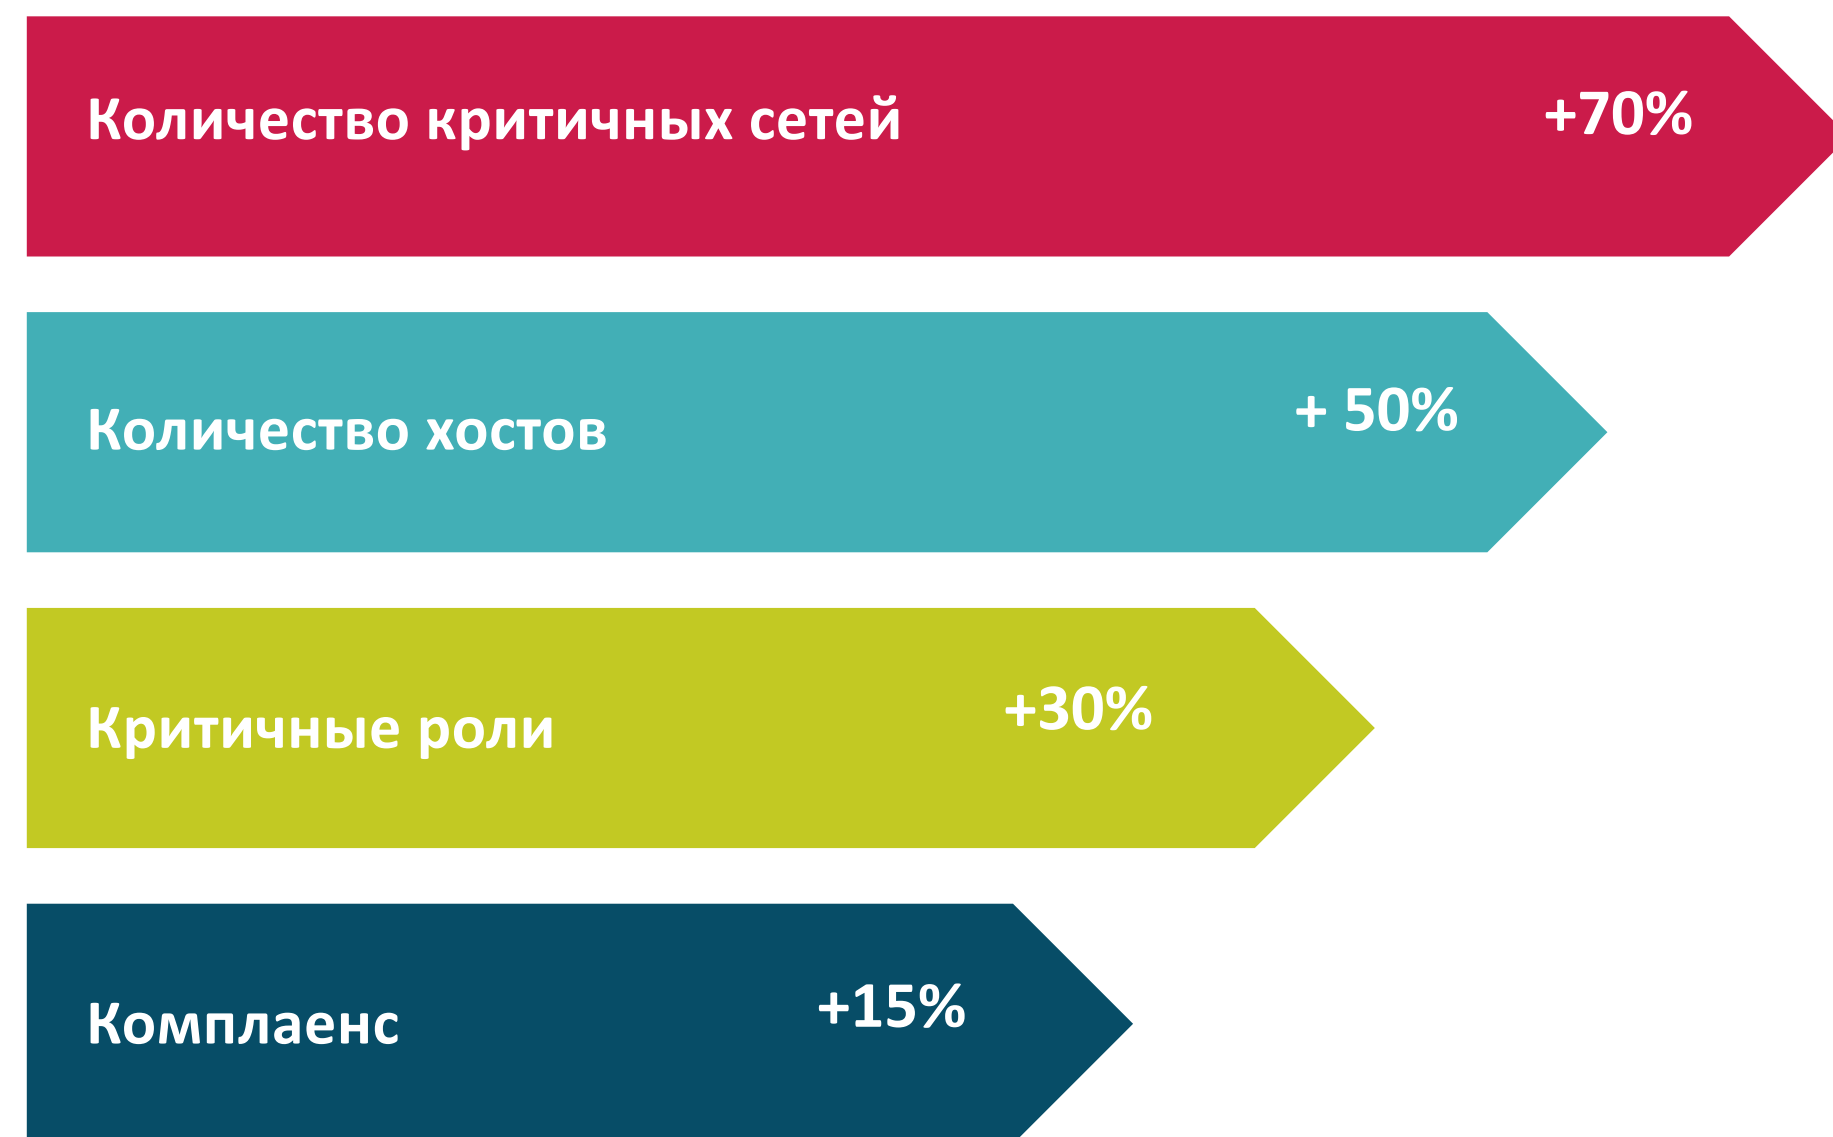 Количество критичных сетей +70%
Количество хостов + 50%
Критичные роли +30%
Комплаенс +15%